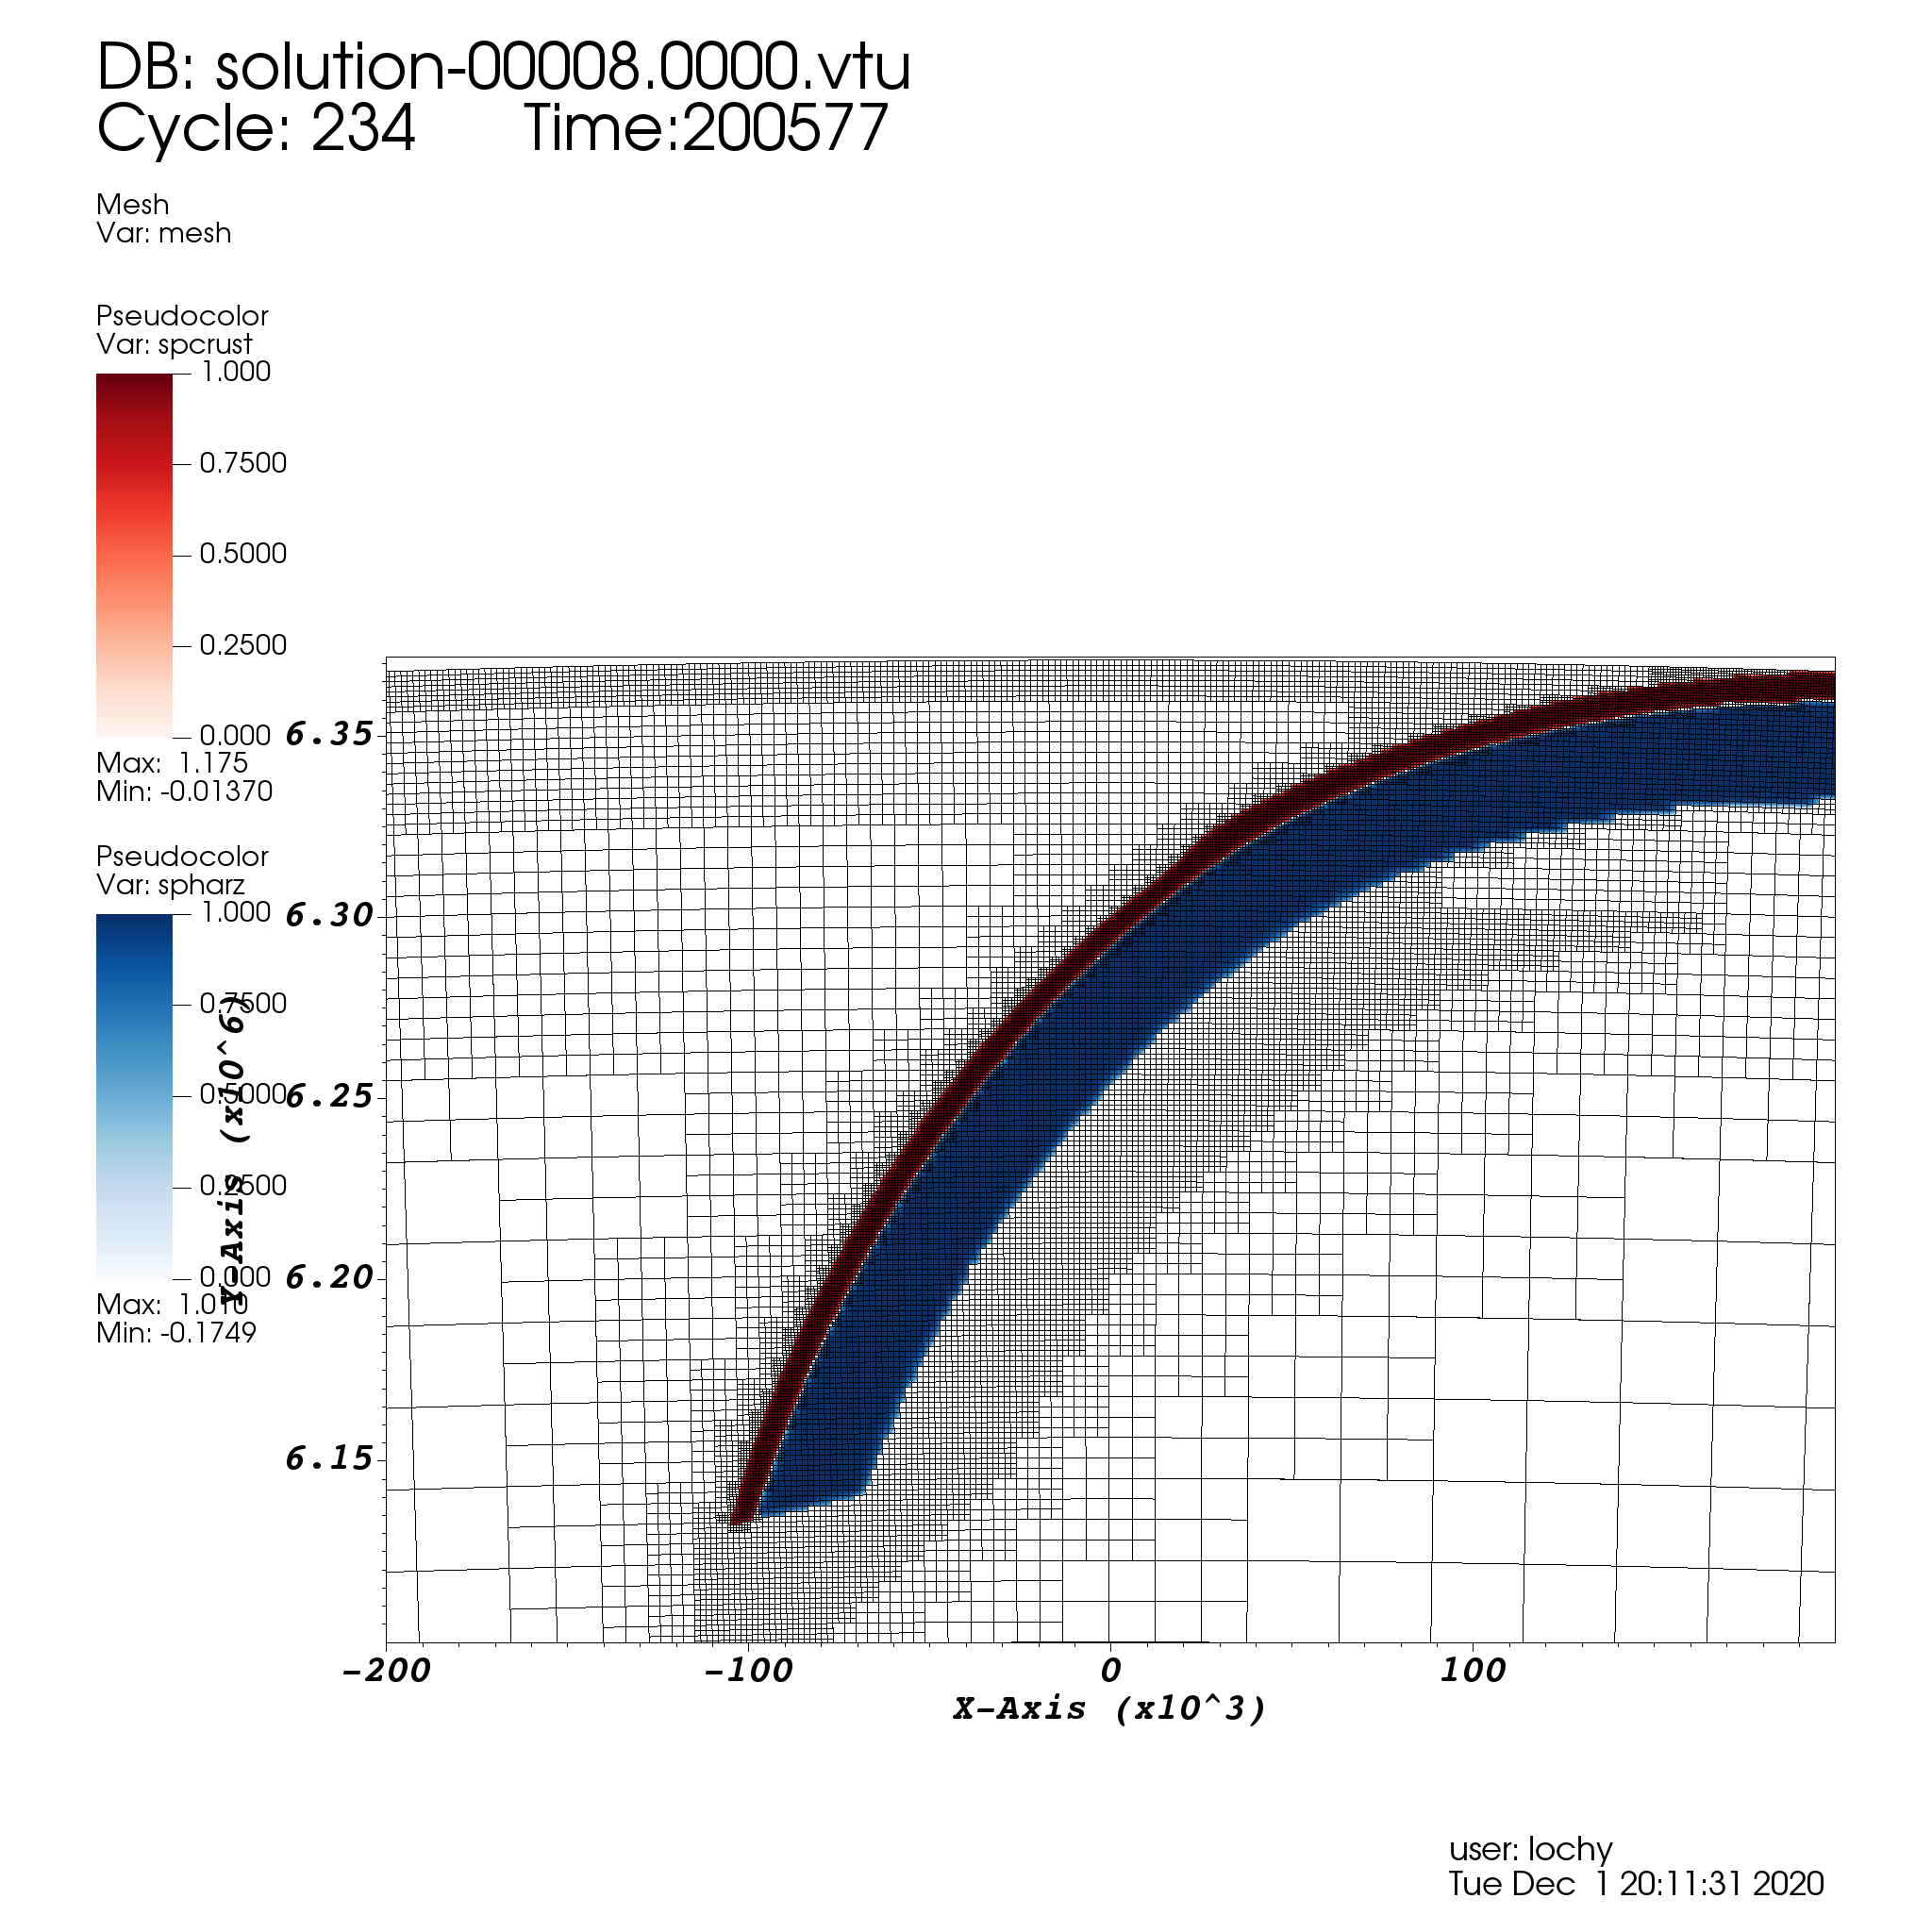 DB: solution-00008.0000.vtu
Cycle: 234 Time:200577
Mesh
Var: mesh
Pseudocolor
Var: spcrust
1.000
0.7500
0.5000
0.2500
0.000
Max: 1.175
Min: -0.01370
Pseudocolor
Var: spharz
1.000
0.7500
0.5000
0.2500
0.000
Max: 1.010
Min: -0.1749
Y-Axis (x10^6)
6.35
6.30
6.25
6.20
6.15
-200
-100
0
100
X-Axis (x10^3)
user: lochy
Tue Dec 1 20:11:31 2020